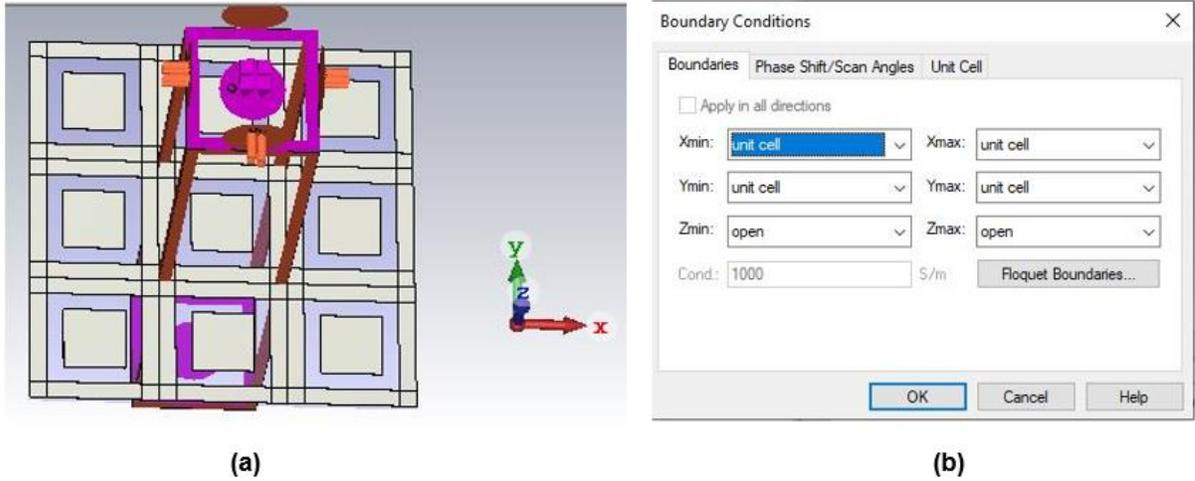 y
z
x
Boundary Conditions
Boundaries Phase Shift/Scan Angles Unit Cell
Apply in all directions
Xmin: unit cell Xmax: unit cell
Ymin: unit cell Ymax: unit cell
Zmin: open Zmax: open
Cond.: 1000 S/m Floquet Boundaries...
OK Cancel Help
(a) (b)